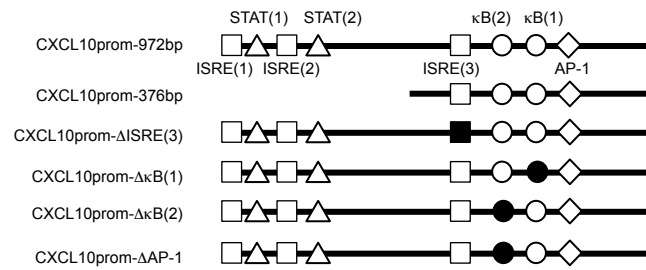 STAT(1) STAT(2) κB(2) κB(1)
CXCL10prom-972bp
ISRE(1) ISRE(2) ISRE(3) AP-1
CXCL10prom-376bp
CXCL10prom-ΔISRE(3)
CXCL10prom-ΔκB(1)
CXCL10prom-ΔκB(2)
CXCL10prom-ΔAP-1